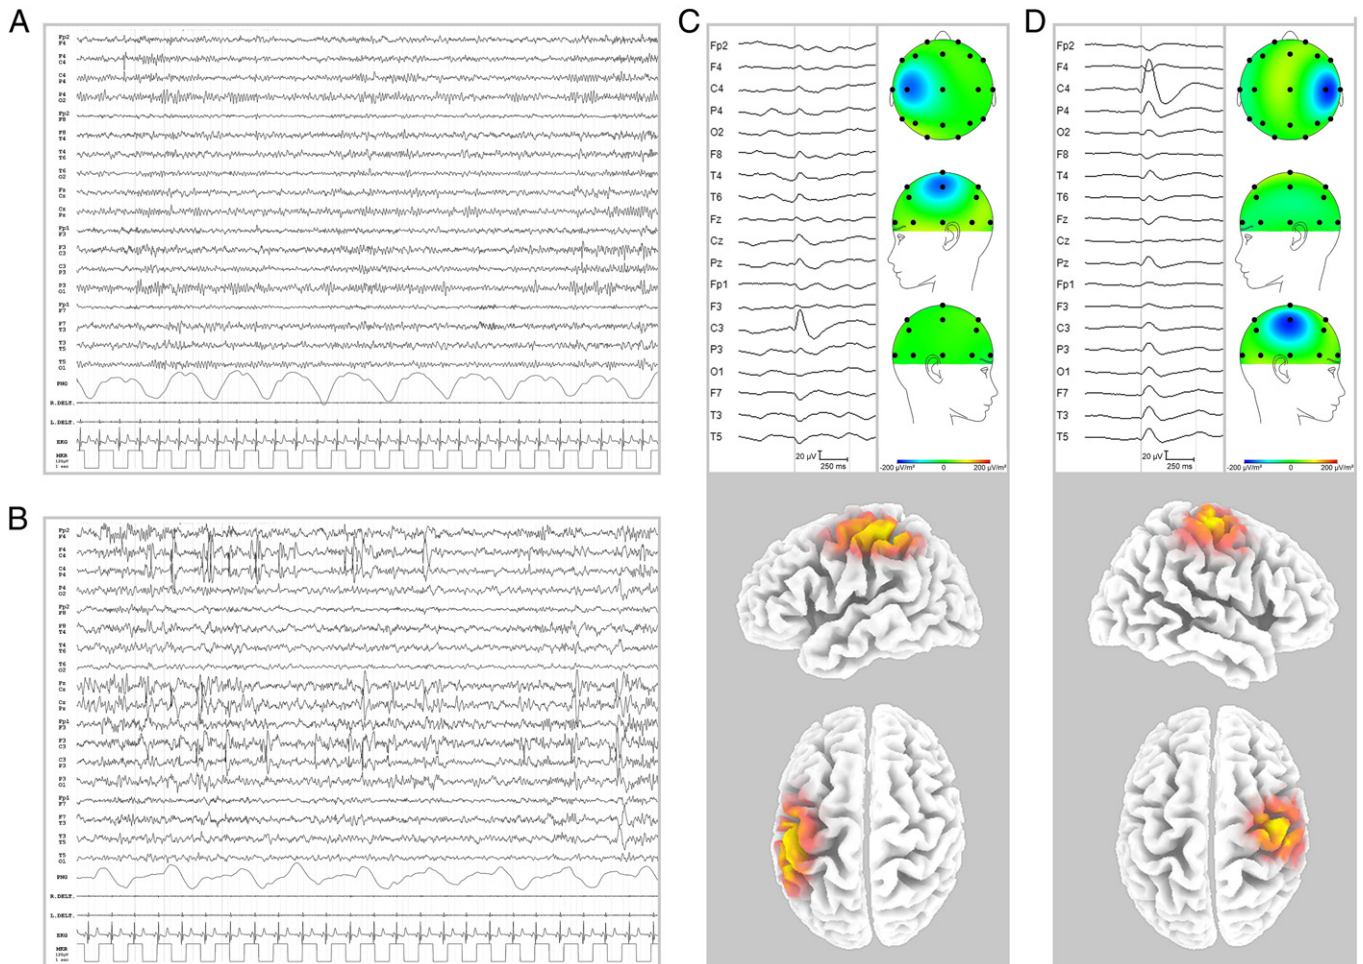 A
Fp2
F4
F4
C4
C4
P4
P4
O2
Fp2
F8
F8
T4
T4
T6
T6
O2
Fz
Cz
Cz
Pz
Fp1
F3
F3
C3
C3
P3
P3
O1
Fp1
F7
F7
T3
T3
T5
T5
O1
PNG
R.DELT.
L.DELT.
EKG
MKR
1 sec
B
Fp2
F4
F4
C4
C4
P4
P4
O2
Fp2
F8
F8
T4
T4
T6
T6
O2
Fz
Cz
Cz
Pz
Fp1
F3
F3
C3
C3
P3
P3
O1
Fp1
F7
F7
T3
T3
T5
T5
O1
PNG
R.DELT.
L.DELT.
EKG
MKR
1 sec
C
Fp2
F4
C4
P4
O2
F8
T4
T6
Fz
Cz
Pz
Fp1
F3
C3
P3
O1
F7
T3
T5
20 µV
250 ms
-200 µV/m² 0 200 µV/m²
D
Fp2
F4
C4
P4
O2
F8
T4
T6
Fz
Cz
Pz
Fp1
F3
C3
P3
O1
F7
T3
T5
20 µV
250 ms
-200 µV/m² 0 200 µV/m²